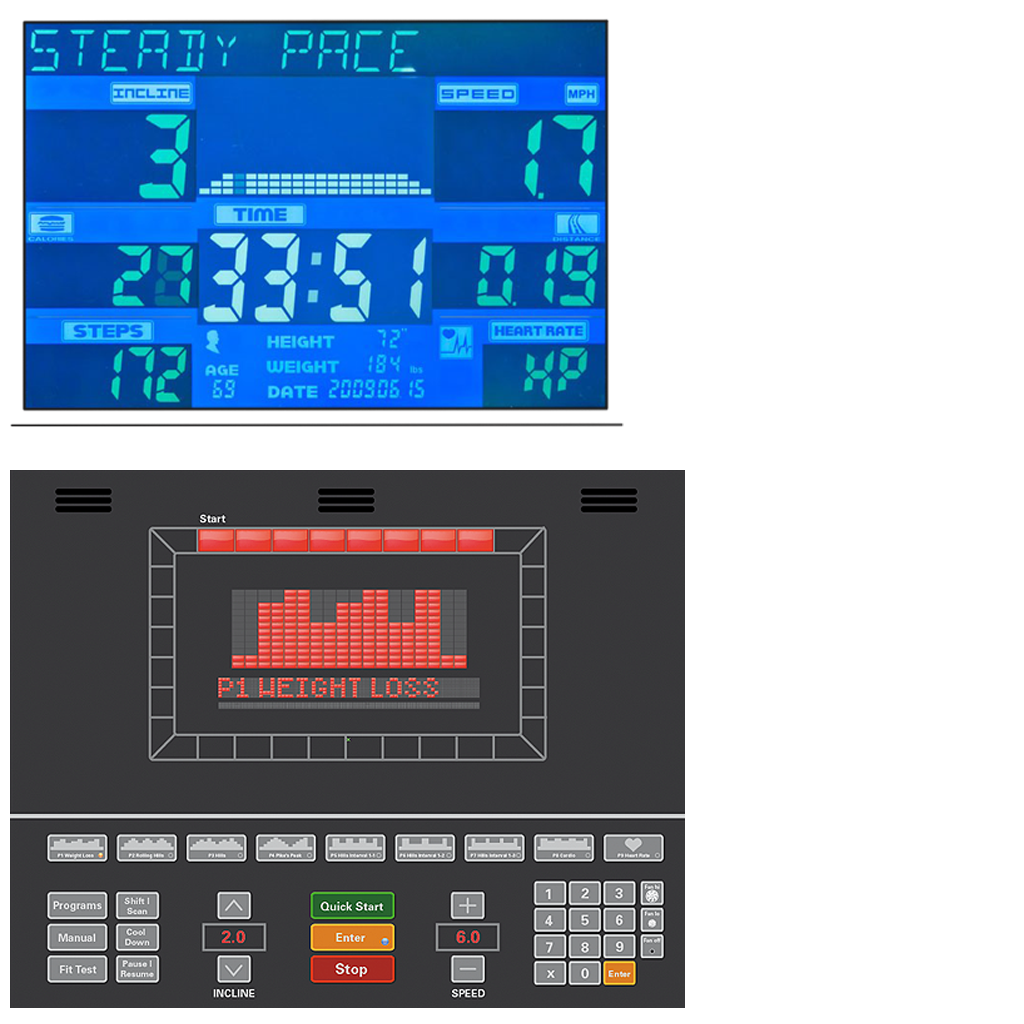 STEADY PACE
INCLINE
SPEED MPH
3
1.7
TIME
CALORIES
DISTANCE
27
33:51
0.19
STEPS
HEART RATE
172
HEIGHT 72"
AGE
WEIGHT 184 lbs
69
DATE 20090615
XP
Start
P1 WEIGHT LOSS
P1 Weight Loss P2 Rolling Hills P3 Hills P4 Pike's Peak P5 Hills Interval 1-1 P6 Hills Interval 1-2 P7 Hills Interval 1-3 P8 Cardio P9 Heart Rate
Programs
Shift |
Scan
Manual
Cool
Down
Fit Test
Pause |
Resume
2.0
INCLINE
Quick Start
Enter
Stop
6.0
SPEED
1 2 3 Fan hi
4 5 6 Fan lo
7 8 9 Fan off
x 0 Enter